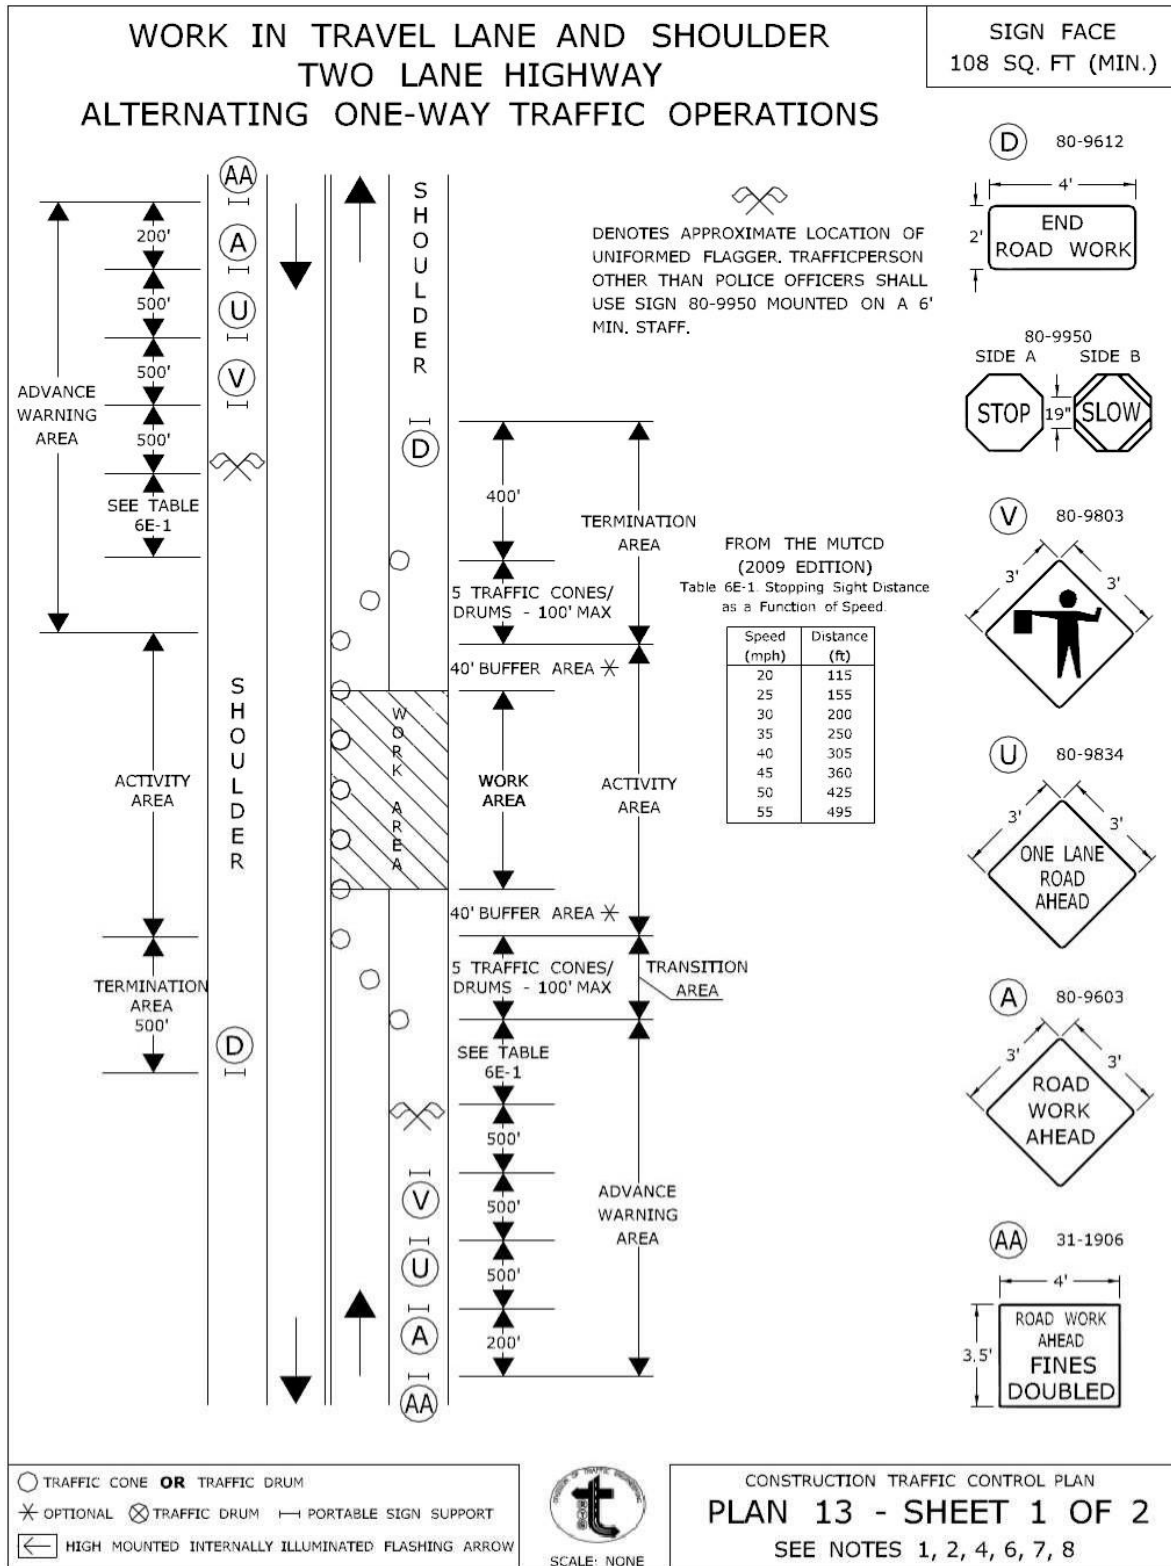 WORK IN TRAVEL LANE AND SHOULDER
TWO LANE HIGHWAY
ALTERNATING ONE-WAY TRAFFIC OPERATIONS
SIGN FACE
108 SQ. FT (MIN.)
AA
A
U
V
200'
500'
500'
500'
SEE TABLE
6E-1
ADVANCE
WARNING
AREA
ACTIVITY
AREA
TERMINATION
AREA
500'
D
SHOULDER
SHOULDER
D
400'
TERMINATION
AREA
5 TRAFFIC CONES/
DRUMS - 100' MAX
40' BUFFER AREA
WORK AREA
WORK
AREA
ACTIVITY
AREA
40' BUFFER AREA
5 TRAFFIC CONES/
DRUMS - 100' MAX
TRANSITION
AREA
SEE TABLE
6E-1
500'
500'
500'
200'
ADVANCE
WARNING
AREA
V
U
A
AA
DENOTES APPROXIMATE LOCATION OF
UNIFORMED FLAGGER. TRAFFICPERSON
OTHER THAN POLICE OFFICERS SHALL
USE SIGN 80-9950 MOUNTED ON A 6'
MIN. STAFF.
FROM THE MUTCD
(2009 EDITION)
Table 6E-1. Stopping Sight Distance
as a Function of Speed.
Speed Distance
(mph) (ft)
20 115
25 155
30 200
35 250
40 305
45 360
50 425
55 495
D 80-9612
4'
2'
END
ROAD WORK
80-9950
SIDE A SIDE B
STOP 19" SLOW
V 80-9803
3' 3'
U 80-9834
3' 3'
ONE LANE
ROAD
AHEAD
A 80-9603
3' 3'
ROAD
WORK
AHEAD
AA 31-1906
4'
3.5'
ROAD WORK
AHEAD
FINES
DOUBLED
TRAFFIC CONE OR TRAFFIC DRUM
OPTIONAL TRAFFIC DRUM PORTABLE SIGN SUPPORT
HIGH MOUNTED INTERNALLY ILLUMINATED FLASHING ARROW
DIVISION OF TRAFFIC ENGINEERING
SCALE: NONE
CONSTRUCTION TRAFFIC CONTROL PLAN
PLAN 13 - SHEET 1 OF 2
SEE NOTES 1, 2, 4, 6, 7, 8